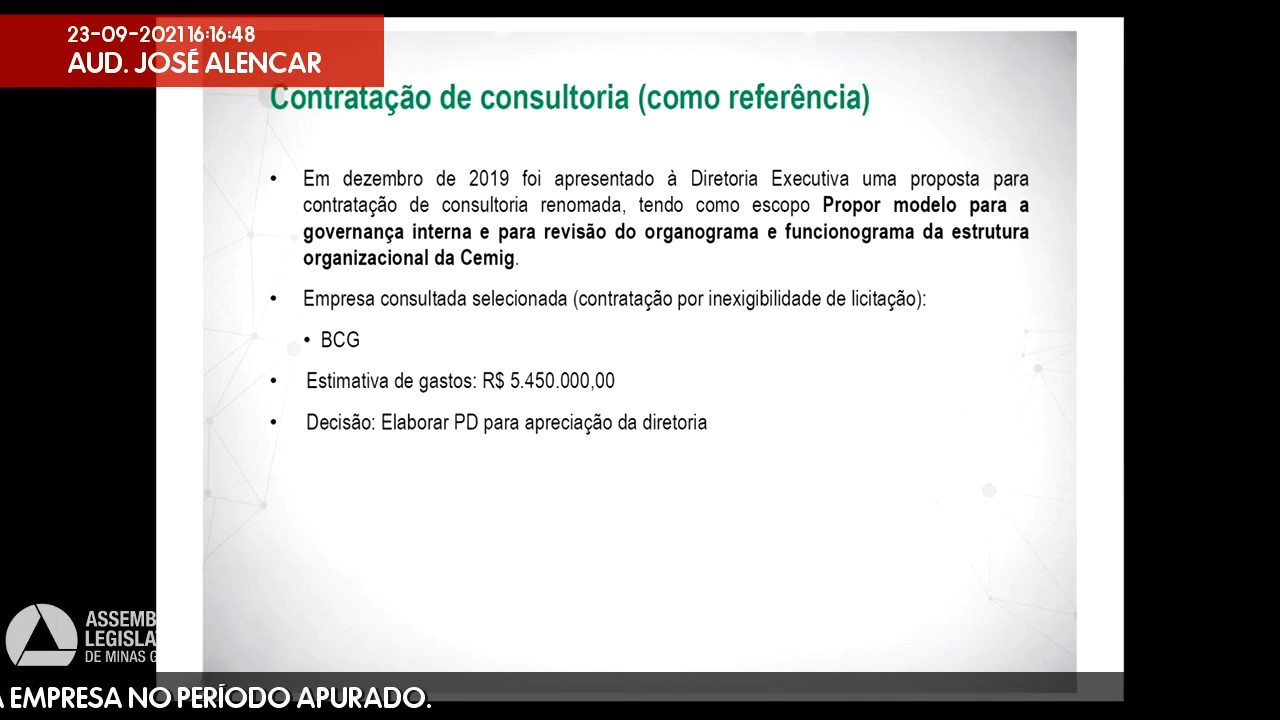 23-09-2021 16:16:48
AUD. JOSÉ ALENCAR
Contratação de consultoria (como referência)
• Em dezembro de 2019 foi apresentado à Diretoria Executiva uma proposta para
contratação de consultoria renomada, tendo como escopo Propor modelo para a
governança interna e para revisão do organograma e funcionograma da estrutura
organizacional da Cemig.
• Empresa consultada selecionada (contratação por inexigibilidade de licitação):
• BCG
• Estimativa de gastos: R$ 5.450.000,00
• Decisão: Elaborar PD para apreciação da diretoria
ASSEMB
LEGISLA
DE MINAS G
A EMPRESA NO PERÍODO APURADO.